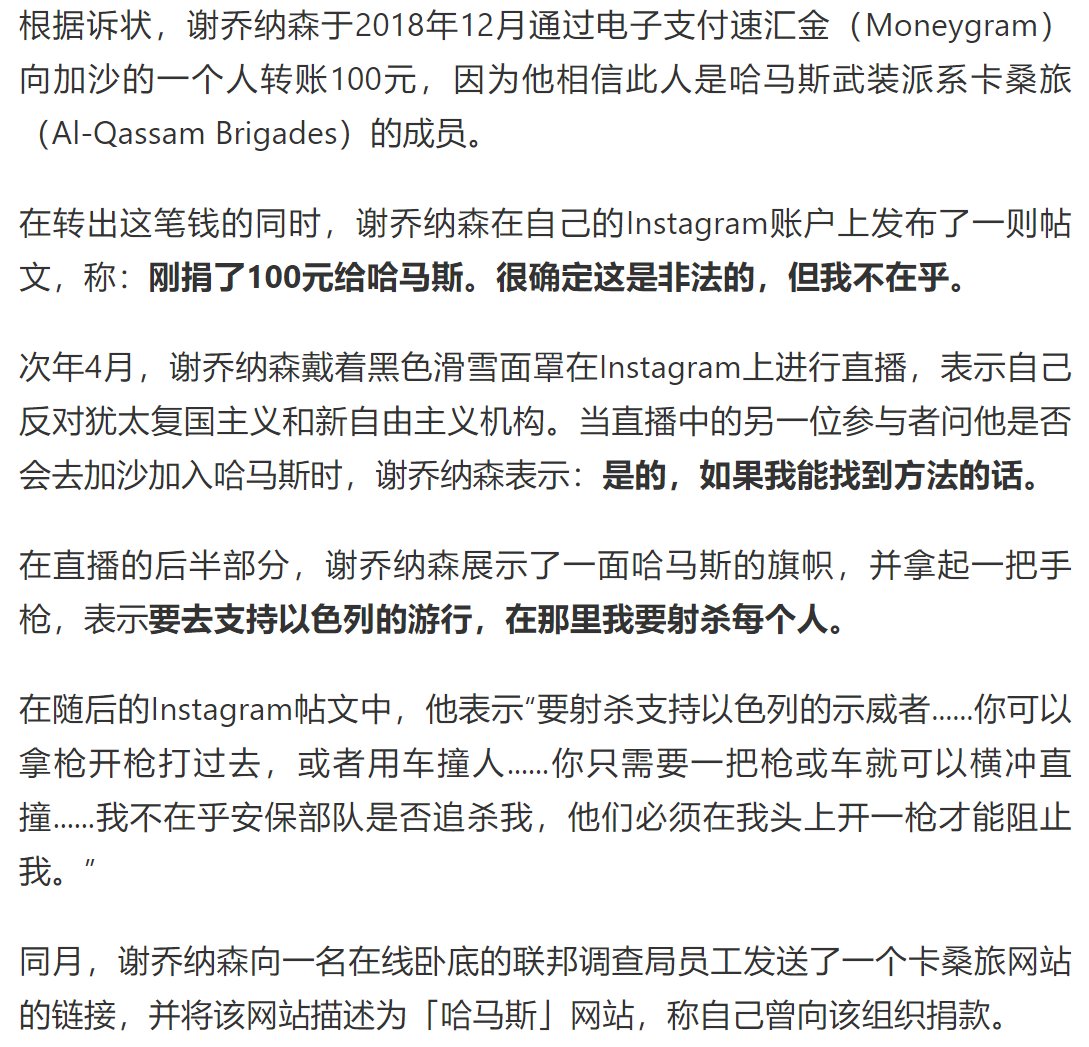 根据诉状，谢乔纳森于2018年12月通过电子支付速汇金（Moneygram）
向加沙的一个人转账100元，因为他相信此人是哈马斯武装派系卡桑旅
（Al-Qassam Brigades）的成员。
在转出这笔钱的同时，谢乔纳森在自己的Instagram账户上发布了一则帖
文，称：刚捐了100元给哈马斯。很确定这是非法的，但我不在乎。
次年4月，谢乔纳森戴着黑色滑雪面罩在Instagram上进行直播，表示自己
反对犹太复国主义和新自由主义机构。当直播中的另一位参与者问他是否
会去加沙加入哈马斯时，谢乔纳森表示：是的，如果我能找到方法的话。
在直播的后半部分，谢乔纳森展示了一面哈马斯的旗帜，并拿起一把手
枪，表示要去支持以色列的游行，在那里我要射杀每个人。
在随后的Instagram帖文中，他表示“要射杀支持以色列的示威者......你可以
拿枪开枪打过去，或者用车撞人......你只需要一把枪或车就可以横冲直
撞......我不在乎安保部队是否追杀我，他们必须在我头上开一枪才能阻止
我。”
同月，谢乔纳森向一名在线卧底的联邦调查局员工发送了一个卡桑旅网站
的链接，并将该网站描述为「哈马斯」网站，称自己曾向该组织捐款。